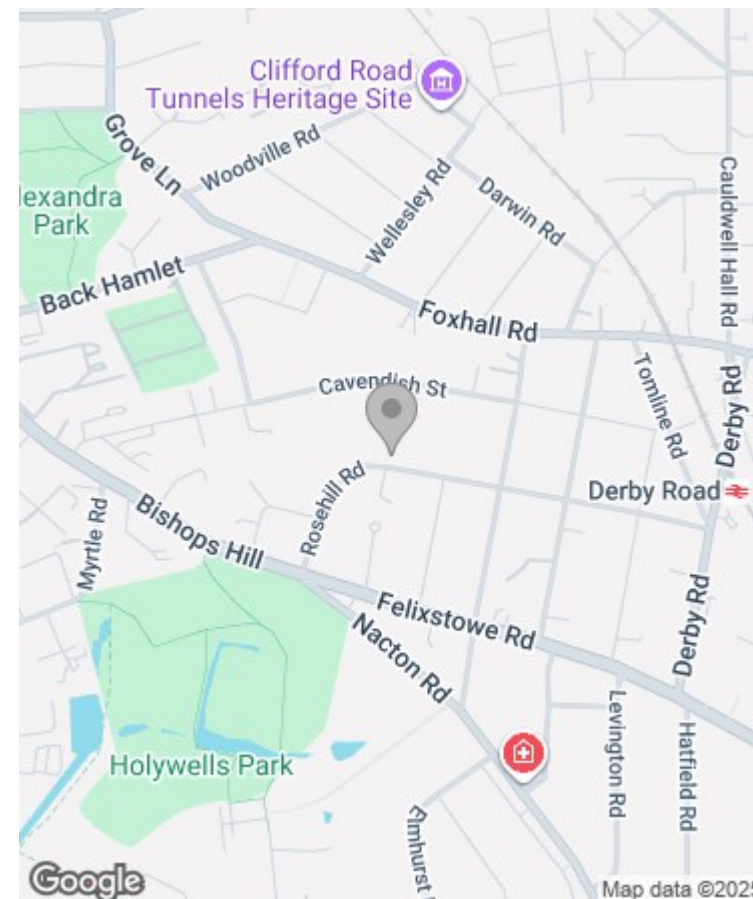 Clifford Road
Tunnels Heritage Site
Grove Ln
Woodville Rd
Wellesley Rd
Darwin Rd
Cauldwell Hall Rd
lexandra
Park
Back Hamlet
Foxhall Rd
Cavendish St
Tomline Rd
Derby Rd
Rosehill Rd
Derby Road
Bishops Hill
Myrtle Rd
Felixstowe Rd
Nacton Rd
Derby Rd
Levington Rd
Hatfield Rd
Holywells Park
Elmhurst
Google
Map data ©2025